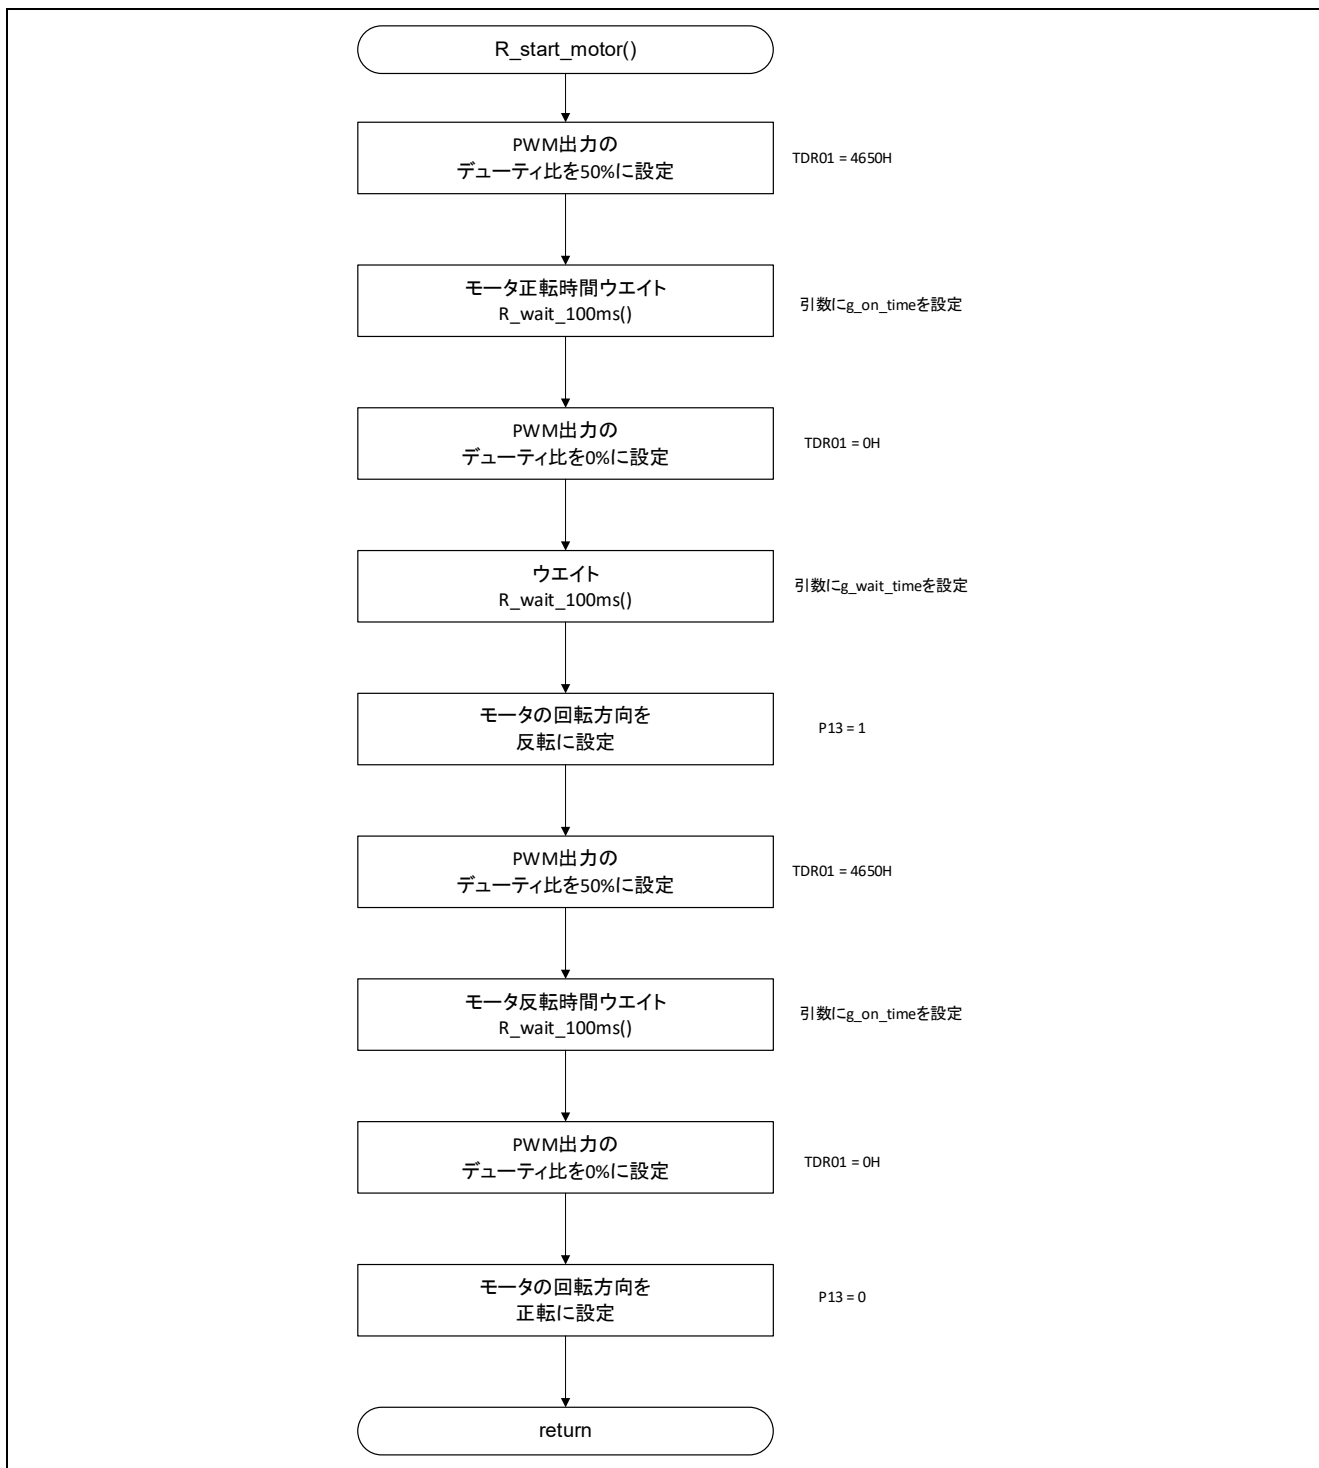 R_start_motor()
PWM出力の
デューティ比を50%に設定
TDR01 = 4650H
モータ正転時間ウエイト
R_wait_100ms()
引数にg_on_timeを設定
PWM出力の
デューティ比を0%に設定
TDR01 = 0H
ウエイト
R_wait_100ms()
引数にg_wait_timeを設定
モータの回転方向を
反転に設定
P13 = 1
PWM出力の
デューティ比を50%に設定
TDR01 = 4650H
モータ反転時間ウエイト
R_wait_100ms()
引数にg_on_timeを設定
PWM出力の
デューティ比を0%に設定
TDR01 = 0H
モータの回転方向を
正転に設定
P13 = 0
return